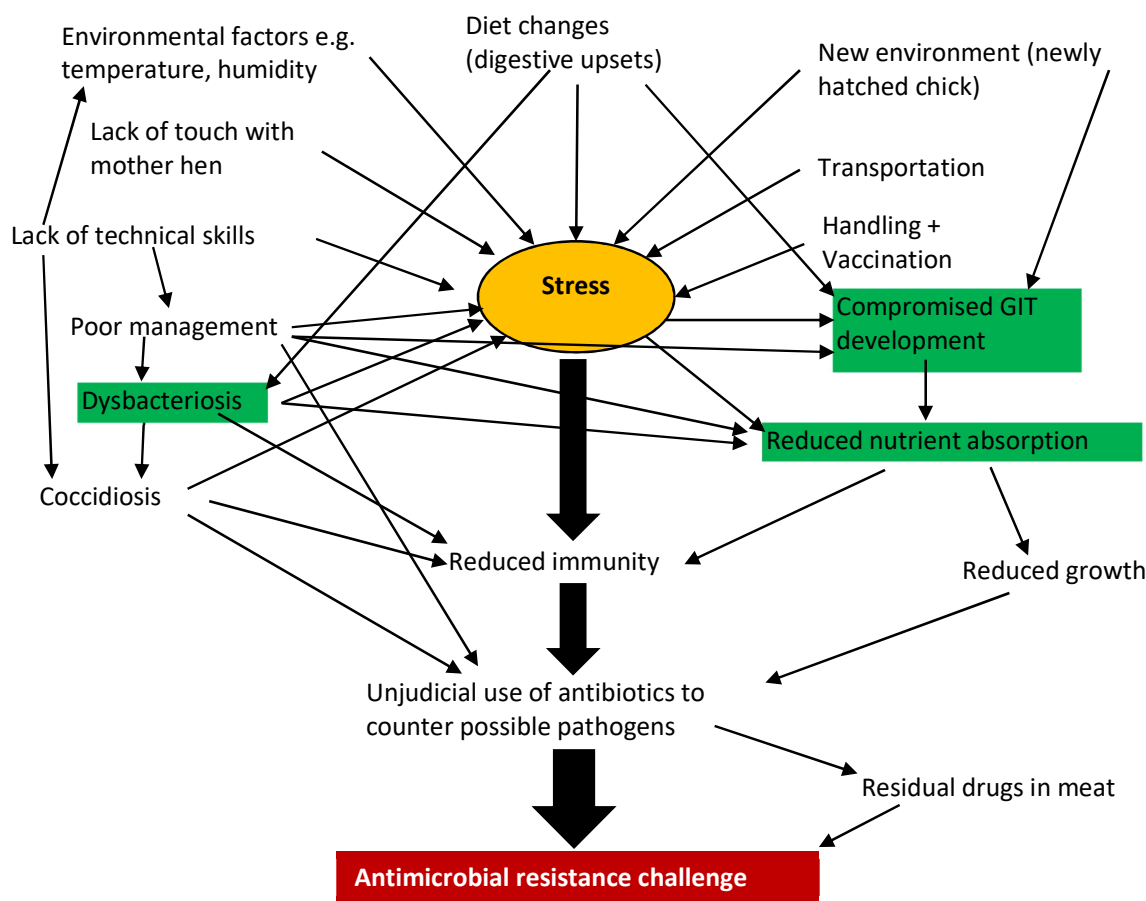 Environmental factors e.g.
temperature, humidity
Diet changes
(digestive upsets)
New environment (newly
hatched chick)
Lack of touch with
mother hen
Transportation
Lack of technical skills
Handling +
Vaccination
Stress
Poor management
Compromised GIT
development
Dysbacteriosis
Reduced nutrient absorption
Coccidiosis
Reduced immunity
Reduced growth
Unjudicial use of antibiotics to
counter possible pathogens
Residual drugs in meat
Antimicrobial resistance challenge